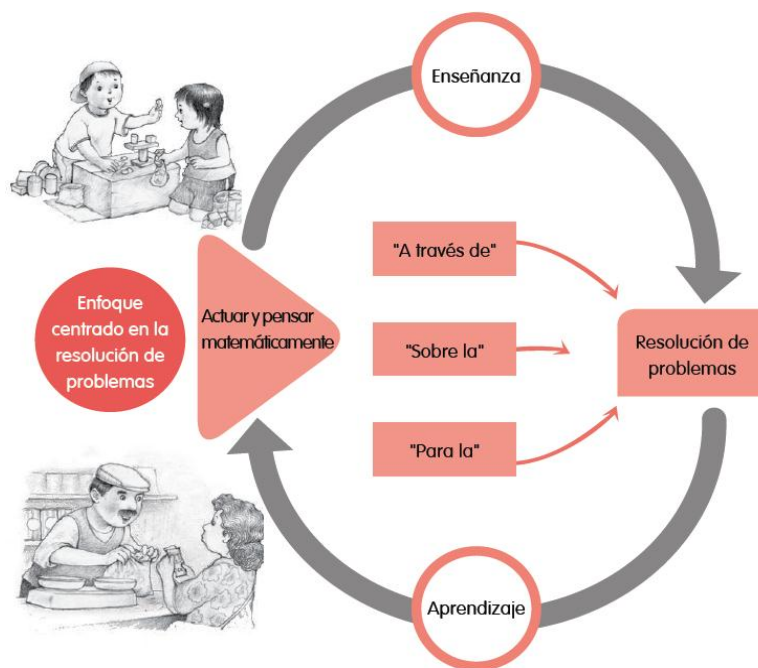 Enseñanza
"A través de"
Enfoque
centrado en la
resolución de
problemas
Actuar y pensar
matemáticamente
"Sobre la"
Resolución de
problemas
"Para la"
Aprendizaje